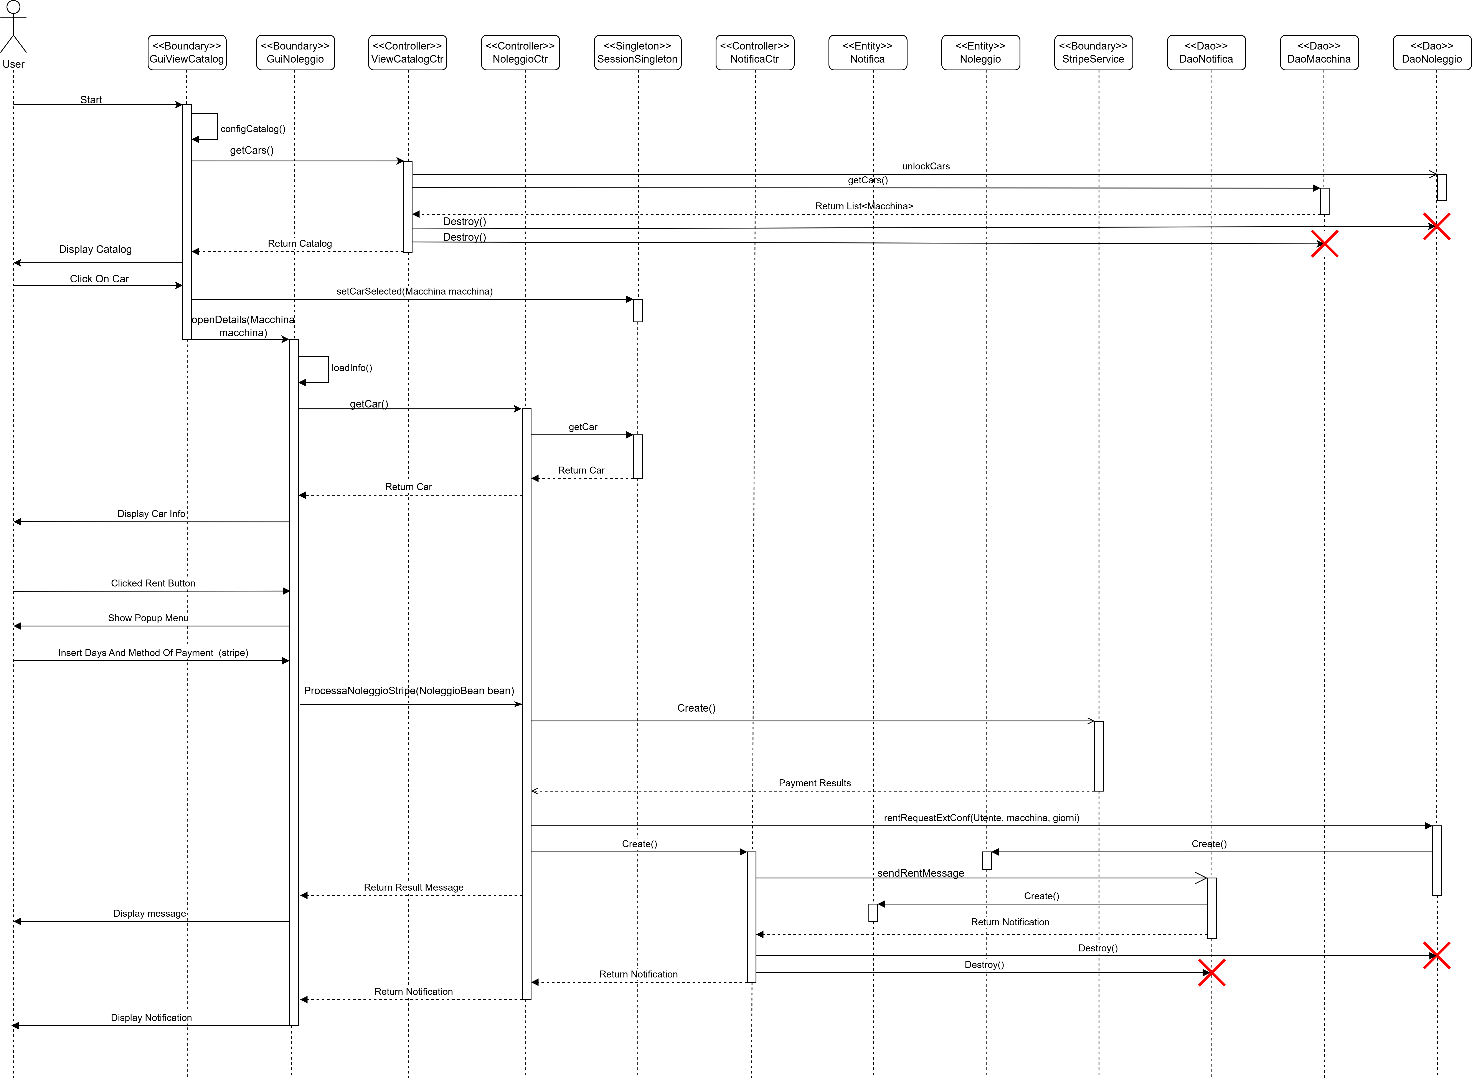 User
<<Boundary>>
GuiViewCatalog
<<Boundary>>
GuiNoleggio
<<Controller>>
ViewCatalogCtr
<<Controller>>
NoleggioCtr
<<Singleton>>
SessionSingleton
<<Controller>>
NotificaCtr
<<Entity>>
Notifica
<<Entity>>
Noleggio
<<Boundary>>
StripeService
<<Dao>>
DaoNotifica
<<Dao>>
DaoMacchina
<<Dao>>
DaoNoleggio
Start
configCatalog()
getCars()
unlockCars
getCars()
Return List<Macchina>
Destroy()
Destroy()
Return Catalog
Display Catalog
Click On Car
setCarSelected(Macchina macchina)
openDetails(Macchina
macchina)
loadInfo()
getCar()
getCar
Return Car
Return Car
Display Car Info
Clicked Rent Button
Show Popup Menu
Insert Days And Method Of Payment (stripe)
ProcessaNoleggioStripe(NoleggioBean bean)
Create()
Payment Results
rentRequestExtConf(Utente, macchina, giorni)
Create()
Create()
sendRentMessage
Return Result Message
Create()
Display message
Return Notification
Destroy()
Destroy()
Return Notification
Return Notification
Display Notification